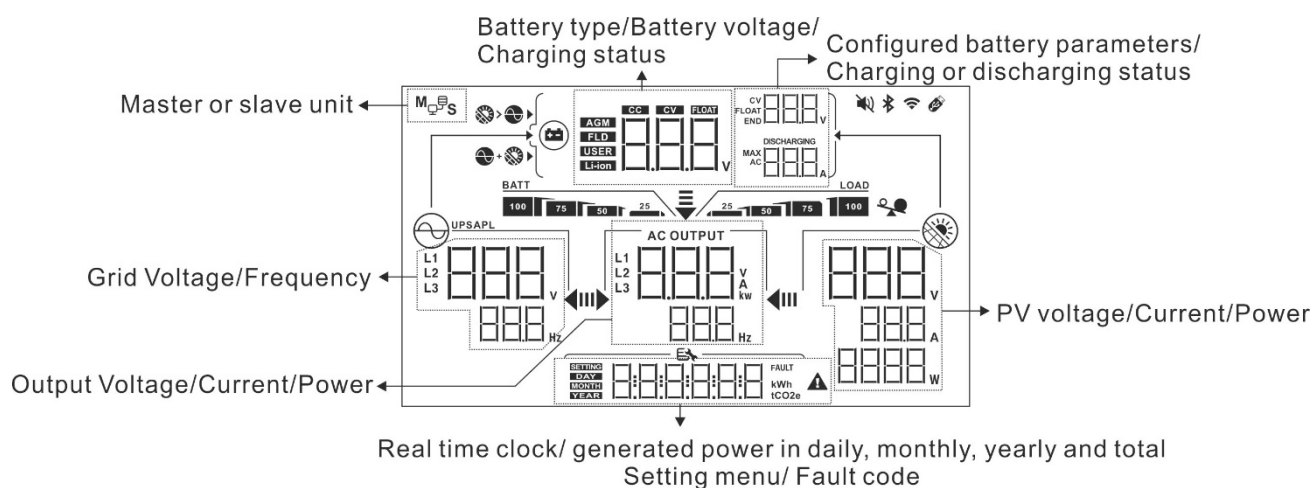 Battery type/Battery voltage/
Charging status
Configured battery parameters/
Charging or discharging status
Master or slave unit
M S
CC CV FLOAT
AGM
FLD
USER
Li-ion
V
CV
FLOAT
END
V
DISCHARGING
MAX
AC
A
BATT
LOAD
100 75 50 25
25 50 75 100
UPSAPL
AC OUTPUT
L1
L2
L3
V
Hz
L1
L2
L3
V
A
kw
Hz
V
A
W
Grid Voltage/Frequency
PV voltage/Current/Power
Output Voltage/Current/Power
SETTING
DAY
MONTH
YEAR
FAULT
kWh
tCO2e
Real time clock/ generated power in daily, monthly, yearly and total
Setting menu/ Fault code